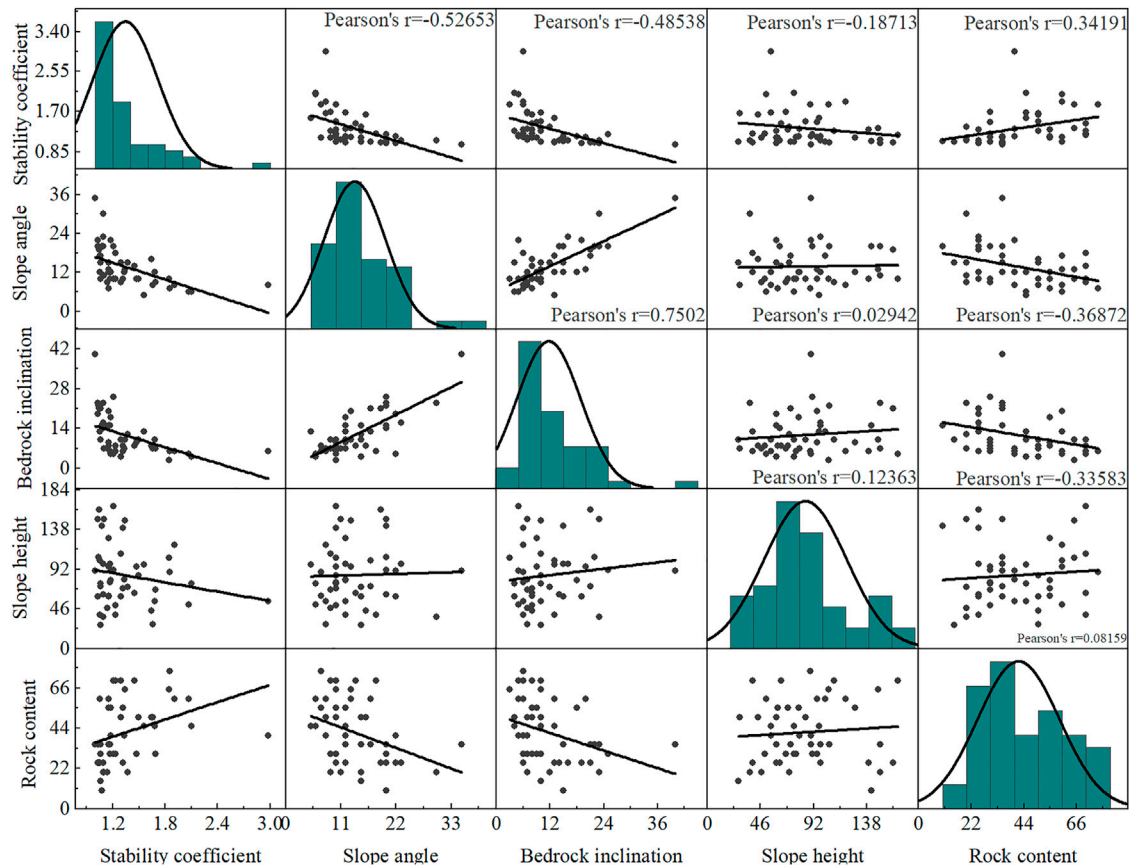 Pearson's r=-0.52653
Pearson's r=-0.48538
Pearson's r=-0.18713
Pearson's r=0.34191
3.40
2.55
1.70
0.85
Stability coefficient
36
24
12
0
Slope angle
Pearson's r=0.7502
Pearson's r=0.02942
Pearson's r=-0.36872
42
28
14
0
Bedrock inclination
Pearson's r=0.12363
Pearson's r=-0.33583
184
138
92
46
0
Slope height
Pearson's r=0.08159
66
44
22
0
Rock content
1.2 1.8 2.4 3.00 11 22 33 0 12 24 36 0 46 92 138 0 22 44 66
Stability coefficient Slope angle Bedrock inclination Slope height Rock content